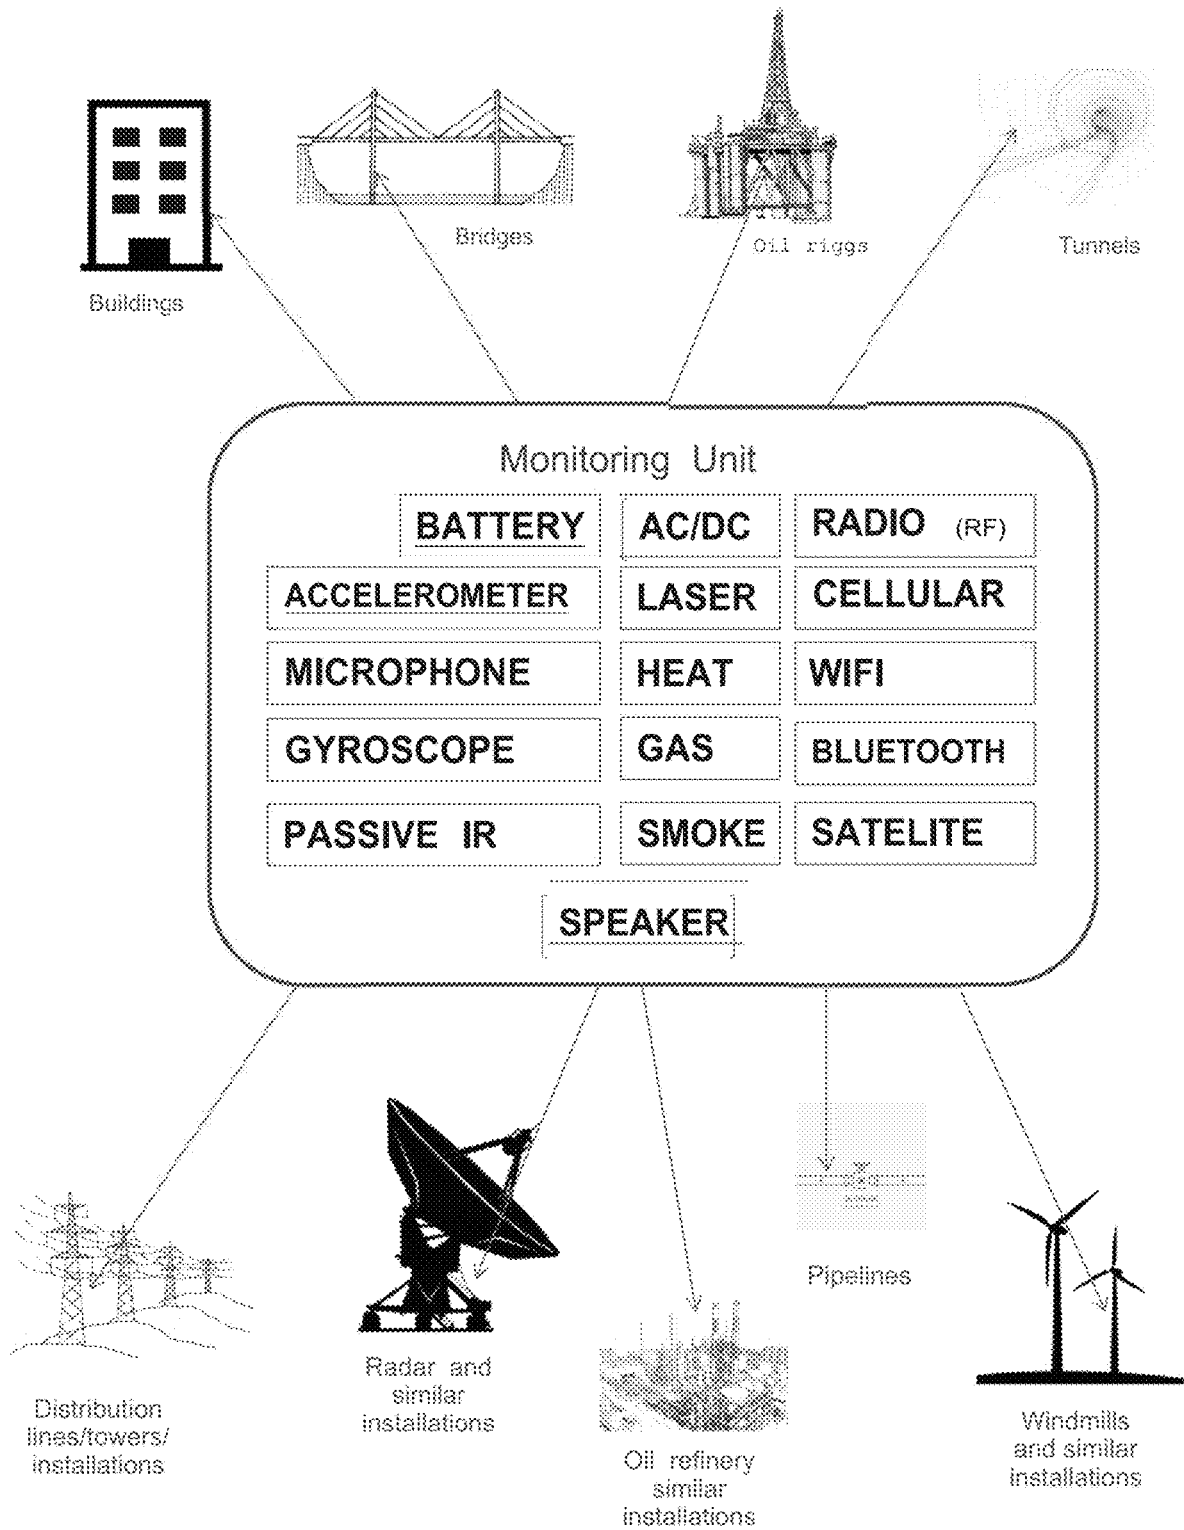 Bridges
Oil riggs
Tunnels
Buildings
Monitoring Unit
BATTERY
AC/DC
RADIO (RF)
ACCELEROMETER
LASER
CELLULAR
MICROPHONE
HEAT
WIFI
GYROSCOPE
GAS
BLUETOOTH
PASSIVE IR
SMOKE
SATELITE
SPEAKER
Pipelines
Radar and
similar
installations
Distribution
lines/towers/
installations
Windmills
and similar
installations
Oil refinery
similar
installations